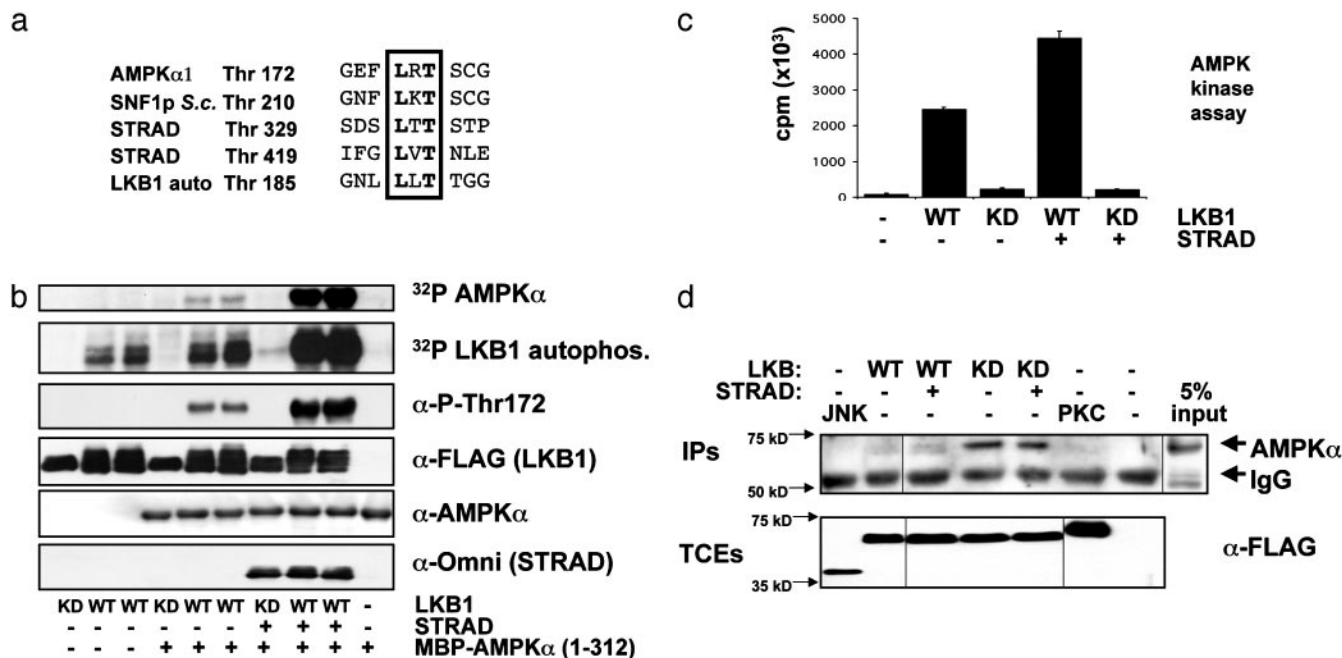 a
AMPKα1 Thr 172 GEF LRT SCG
SNF1p S.c. Thr 210 GNF LKT SCG
STRAD Thr 329 SDS LTT STP
STRAD Thr 419 IFG LVT NLE
LKB1 auto Thr 185 GNL LLT TGG
c
cpm (x10³)
5000
4000
3000
2000
1000
0
AMPK
kinase
assay
- WT KD WT KD LKB1
- - - + + STRAD
b
³²P AMPKα
³²P LKB1 autophos.
α-P-Thr172
α-FLAG (LKB1)
α-AMPKα
α-Omni (STRAD)
KD WT WT KD WT WT KD WT WT - LKB1
- - - - - - + + + - STRAD
- - - + + + + + + + MBP-AMPKα (1-312)
d
LKB: - WT WT KD KD - -
STRAD: - - + - + - - 5%
JNK - - - - PKC - input
IPs
75 kD
50 kD
AMPKα
IgG
TCEs
75 kD
35 kD
α-FLAG